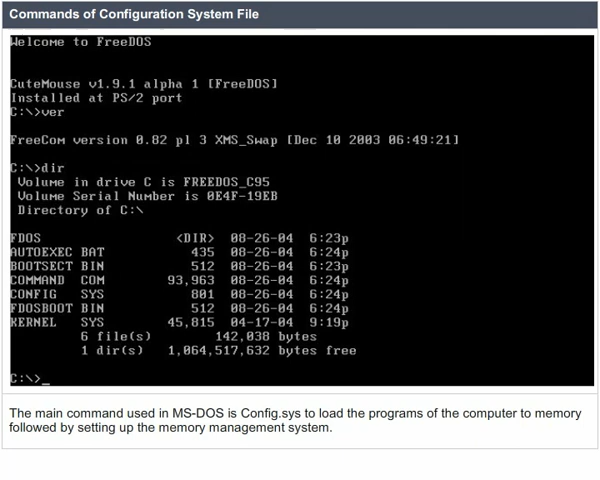 Commands of Configuration System File
Welcome to FreeDOS
CuteMouse v1.9.1 alpha 1 [FreeDOS]
Installed at PS/2 port
C:\>ver
FreeCom version 0.82 pl 3 XMS_Swap [Dec 10 2003 06:49:21]
C:\>dir
Volume in drive C is FREEDOS_C95
Volume Serial Number is 0E4F-19EB
Directory of C:\
FDOS <DIR> 08-26-04 6:23p
AUTOEXEC BAT 435 08-26-04 6:24p
BOOTSECT BIN 512 08-26-04 6:23p
COMMAND COM 93,963 08-26-04 6:24p
CONFIG SYS 801 08-26-04 6:24p
FDOSBOOT BIN 512 08-26-04 6:24p
KERNEL SYS 45,815 04-17-04 9:19p
6 file(s) 142,038 bytes
1 dir(s) 1,064,517,632 bytes free
C:\>_
The main command used in MS-DOS is Config.sys to load the programs of the computer to memory
followed by setting up the memory management system.